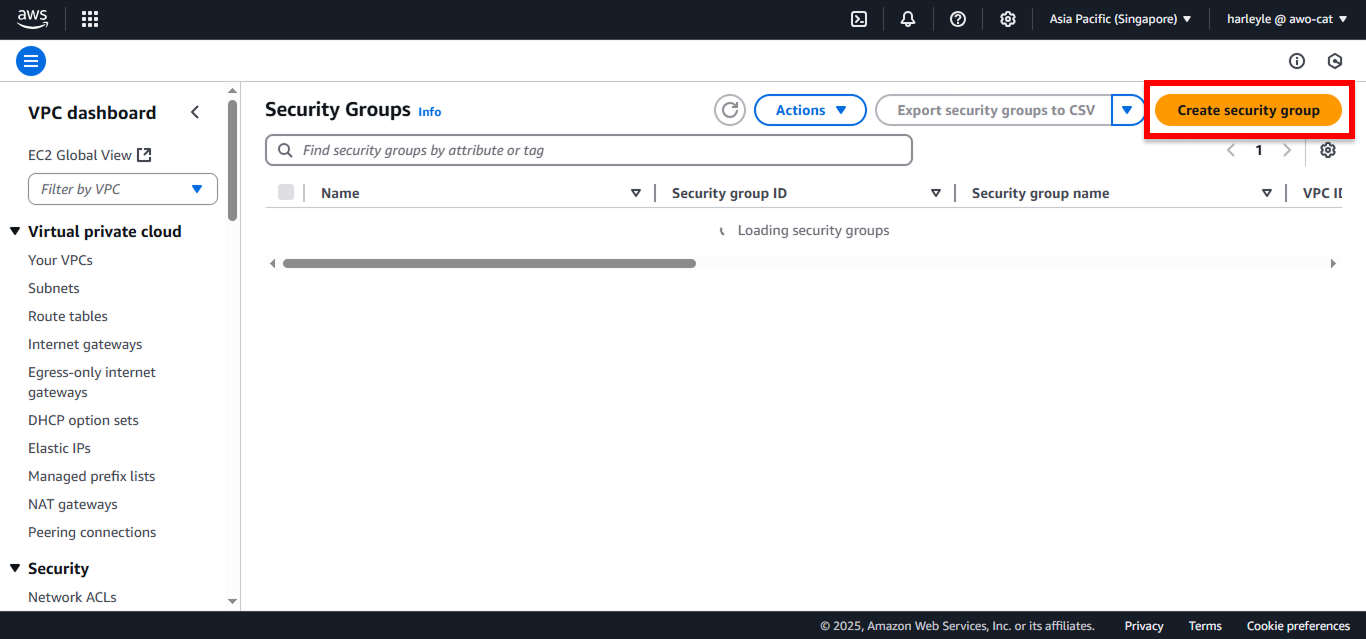 aws
Asia Pacific (Singapore)
harleyle @ awo-cat
VPC dashboard
EC2 Global View
Filter by VPC
Virtual private cloud
Your VPCs
Subnets
Route tables
Internet gateways
Egress-only internet
gateways
DHCP option sets
Elastic IPs
Managed prefix lists
NAT gateways
Peering connections
Security
Network ACLs
Security Groups Info
Actions
Export security groups to CSV
Create security group
Find security groups by attribute or tag
1
Name
Security group ID
Security group name
VPC ID
Loading security groups
© 2025, Amazon Web Services, Inc. or its affiliates.
Privacy
Terms
Cookie preferences